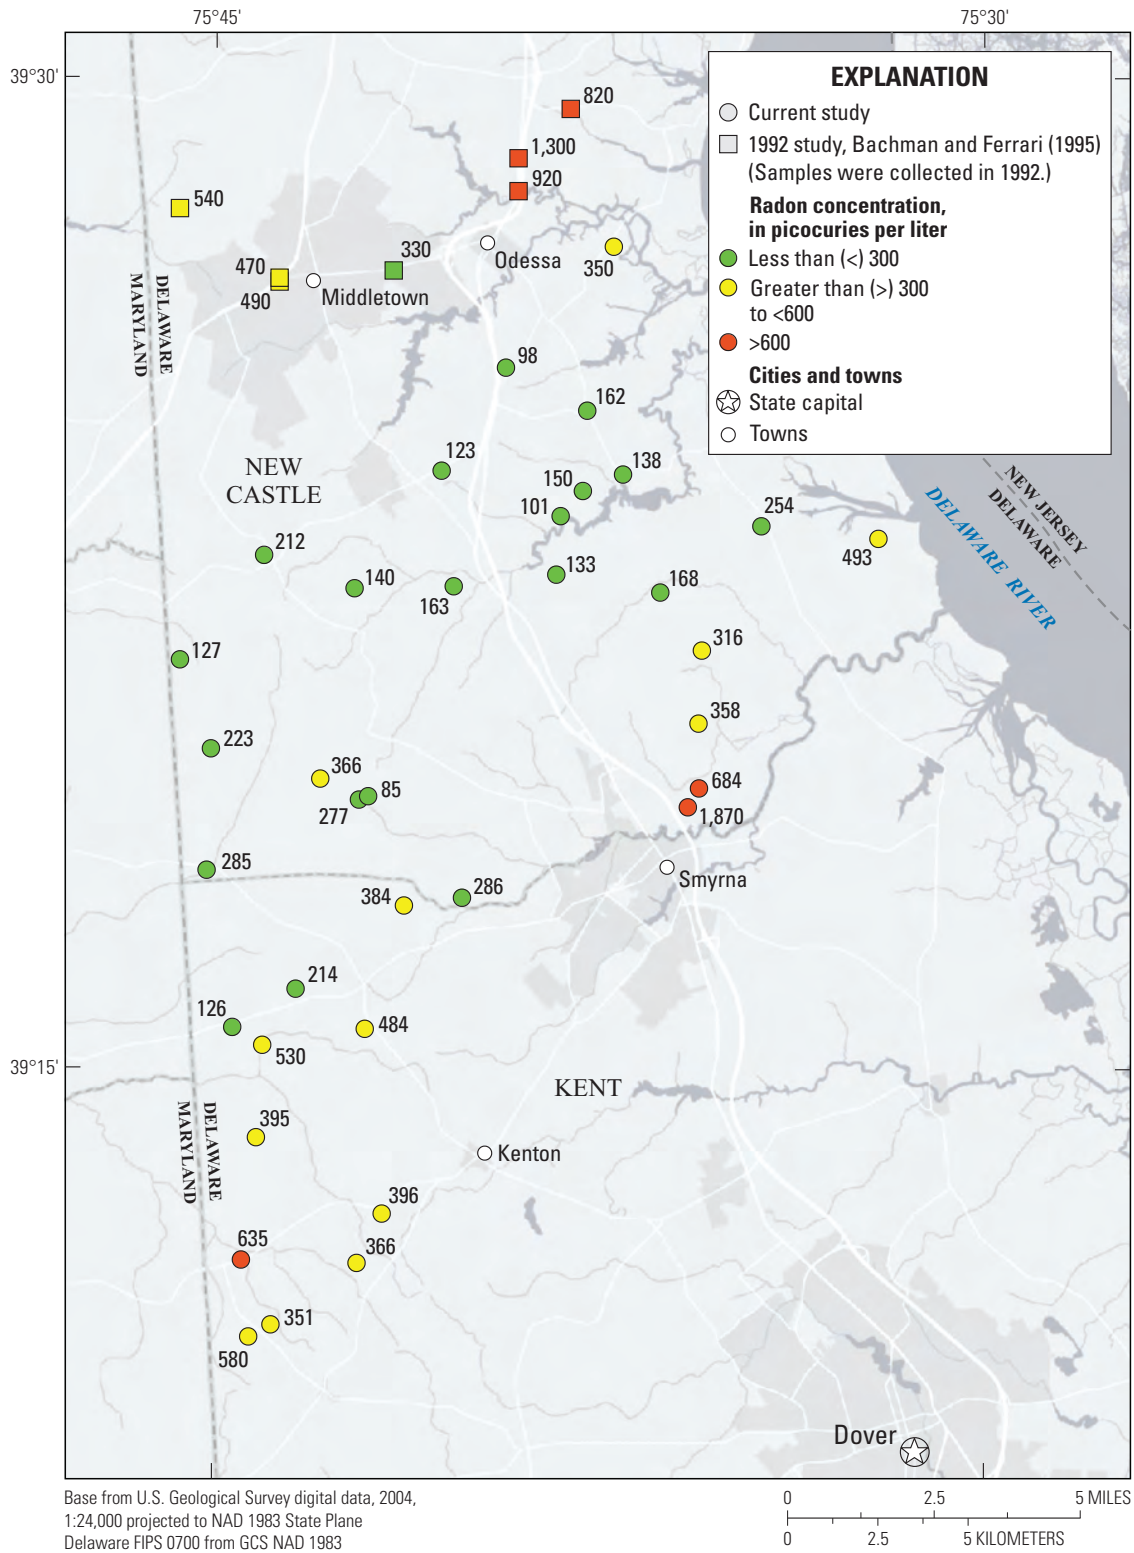 75°45'
75°30'
39°30'
EXPLANATION
Current study
1992 study, Bachman and Ferrari (1995)
(Samples were collected in 1992.)
Radon concentration,
in picocuries per liter
Less than (<) 300
Greater than (>) 300
to <600
>600
Cities and towns
State capital
Towns
820
1,300
920
540
330
Odessa
350
470
490
Middletown
DELAWARE
MARYLAND
98
162
123
138
150
101
NEW
CASTLE
254
493
NEW JERSEY
DELAWARE
DELAWARE RIVER
212
140
163
133
168
127
316
358
223
366
85
277
684
1,870
285
384
286
Smyrna
214
126
484
530
39°15'
KENT
DELAWARE
MARYLAND
395
Kenton
396
635
366
351
580
Dover
Base from U.S. Geological Survey digital data, 2004,
1:24,000 projected to NAD 1983 State Plane
Delaware FIPS 0700 from GCS NAD 1983
0 2.5 5 MILES
0 2.5 5 KILOMETERS